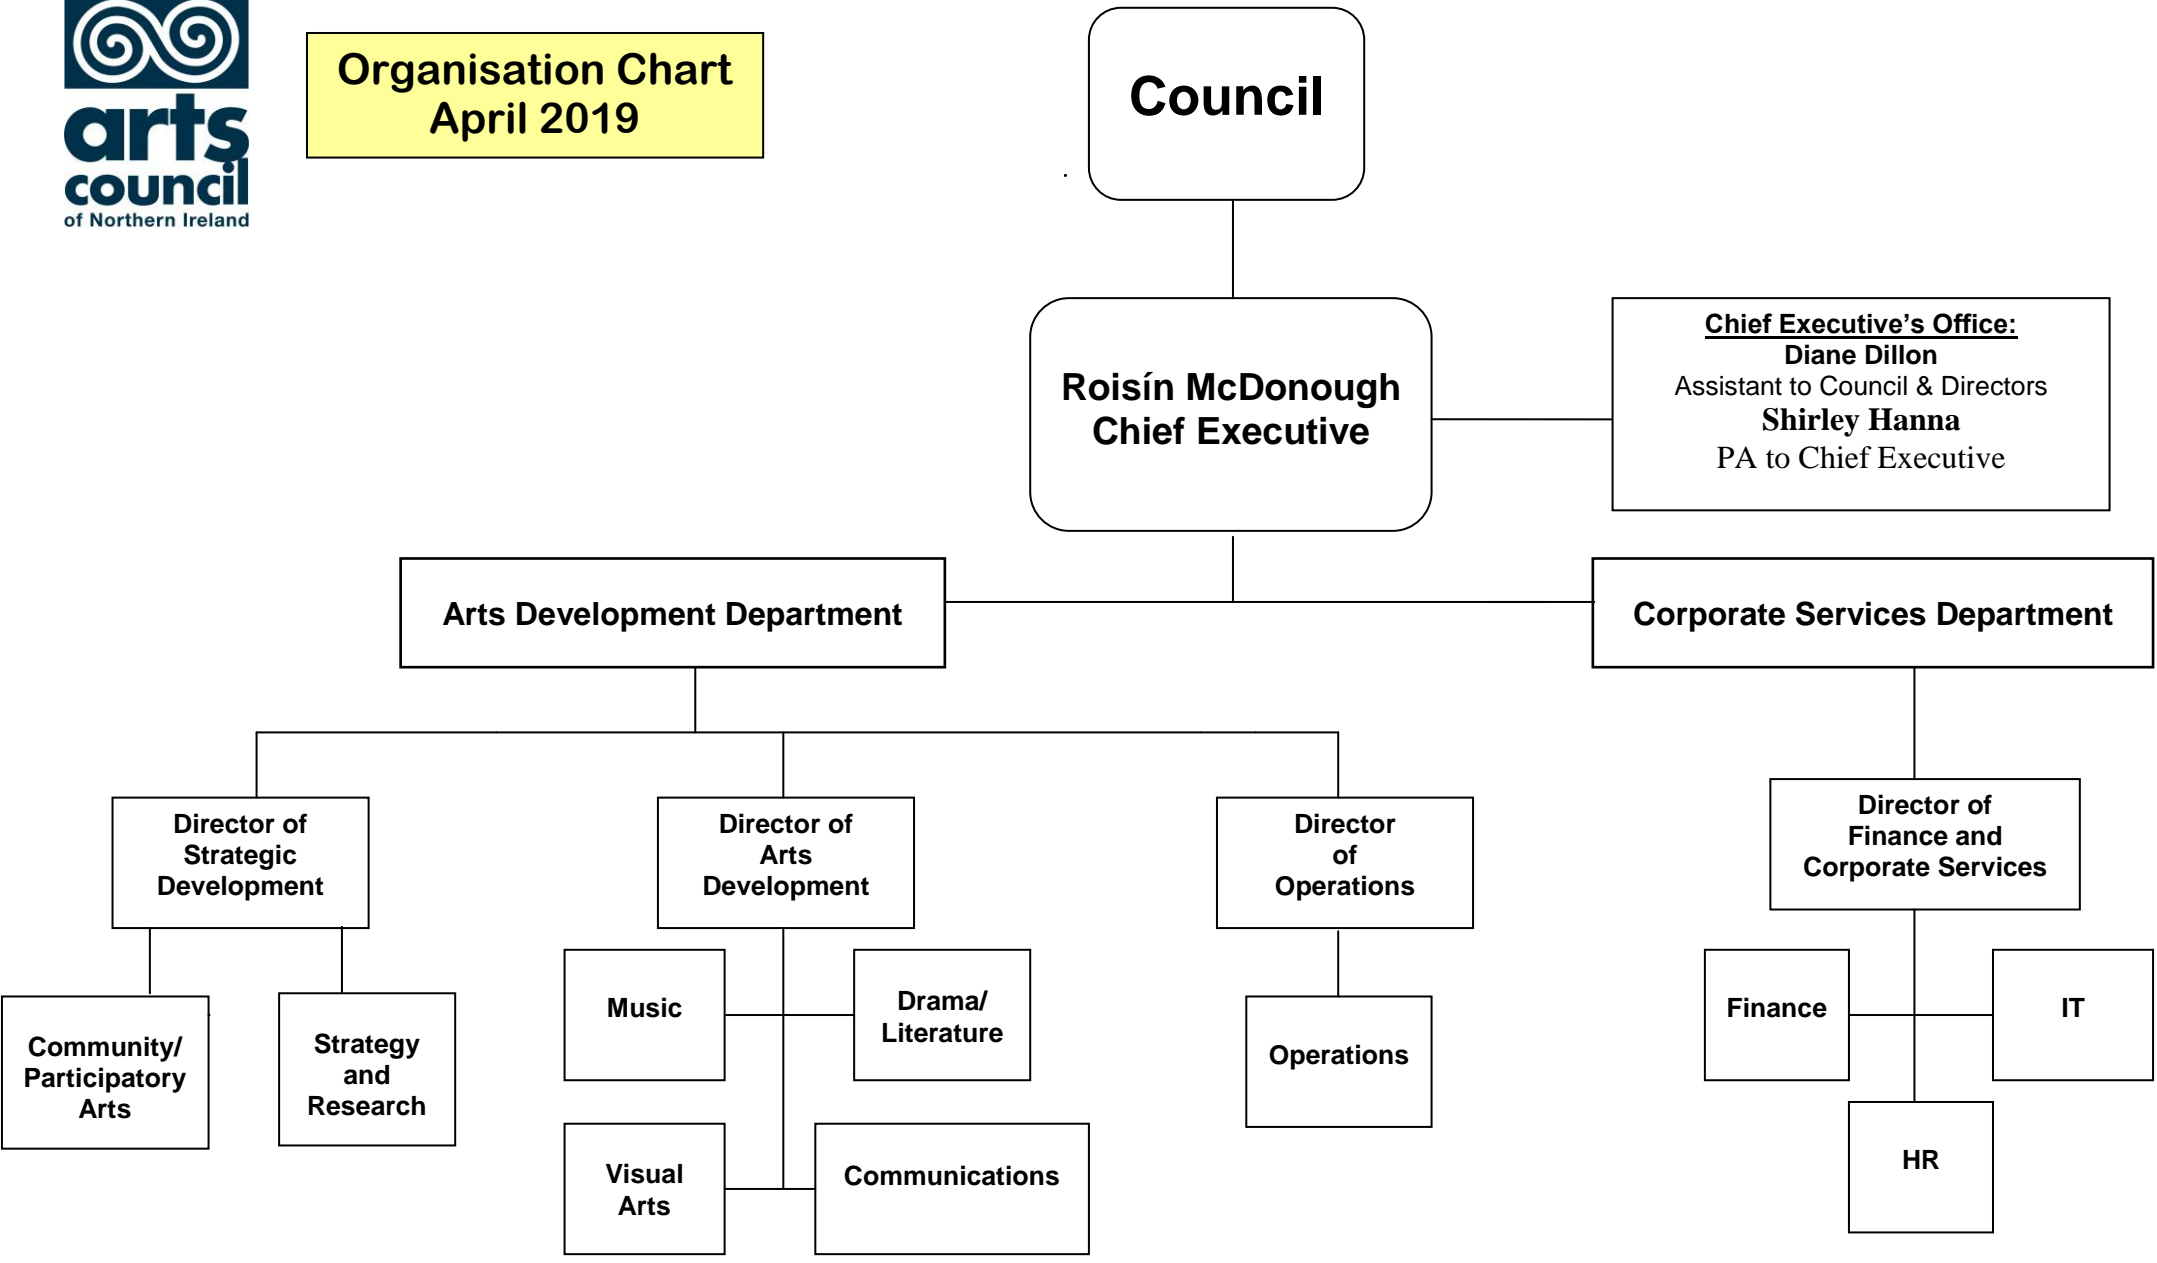 arts
council
of Northern Ireland
Organisation Chart
April 2019
Council
Roisín McDonough
Chief Executive
Chief Executive’s Office:
Diane Dillon
Assistant to Council & Directors
Shirley Hanna
PA to Chief Executive
Arts Development Department
Corporate Services Department
Director of
Strategic
Development
Director of
Arts
Development
Director
of
Operations
Director of
Finance and
Corporate Services
Community/
Participatory
Arts
Strategy
and
Research
Music
Drama/
Literature
Visual
Arts
Communications
Operations
Finance
IT
HR